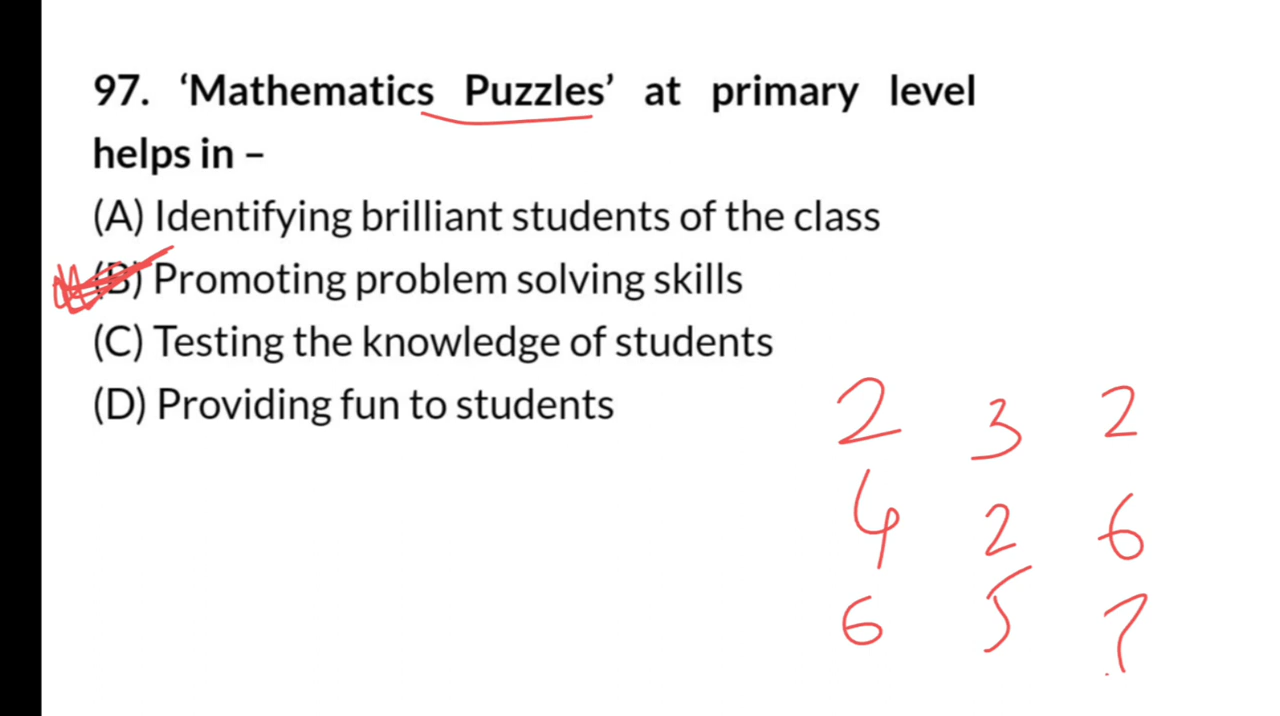 97. ‘Mathematics Puzzles’ at primary level
helps in –
(A) Identifying brilliant students of the class
(B) Promoting problem solving skills
(C) Testing the knowledge of students
(D) Providing fun to students
2 3 2
4 2 6
6 5 ?